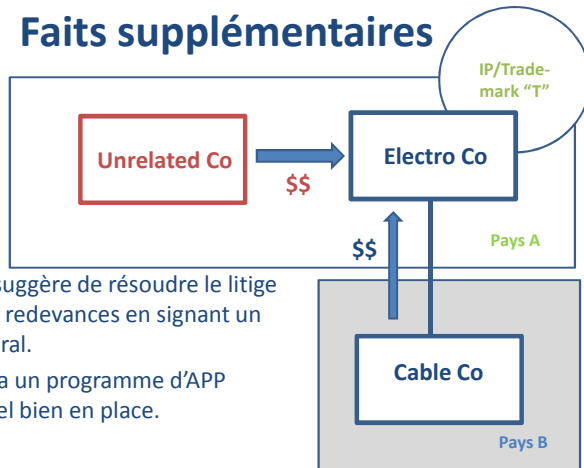 Faits supplémentaires
IP/Trade-
mark “T”
Unrelated Co
Electro Co
$$
$$
Pays A
suggère de résoudre le litige
redevances en signant un
ral.
a un programme d’APP
el bien en place.
Cable Co
Pays B